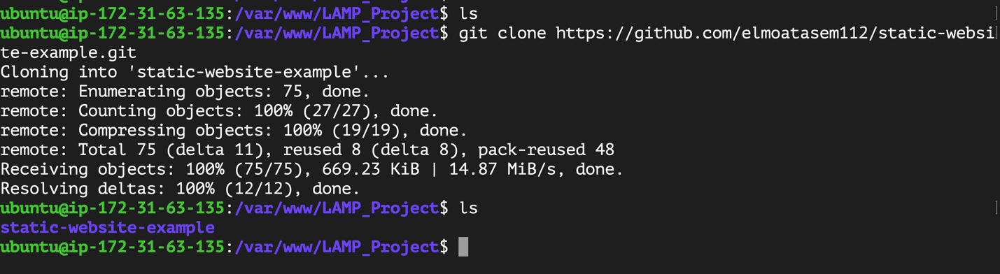 ubuntu@ip-172-31-63-135:/var/www/LAMP_Project$ ls
ubuntu@ip-172-31-63-135:/var/www/LAMP_Project$ git clone https://github.com/elmoatasem112/static-websi
te-example.git
Cloning into 'static-website-example'...
remote: Enumerating objects: 75, done.
remote: Counting objects: 100% (27/27), done.
remote: Compressing objects: 100% (19/19), done.
remote: Total 75 (delta 11), reused 8 (delta 8), pack-reused 48
Receiving objects: 100% (75/75), 669.23 KiB | 14.87 MiB/s, done.
Resolving deltas: 100% (12/12), done.
ubuntu@ip-172-31-63-135:/var/www/LAMP_Project$ ls
static-website-example
ubuntu@ip-172-31-63-135:/var/www/LAMP_Project$